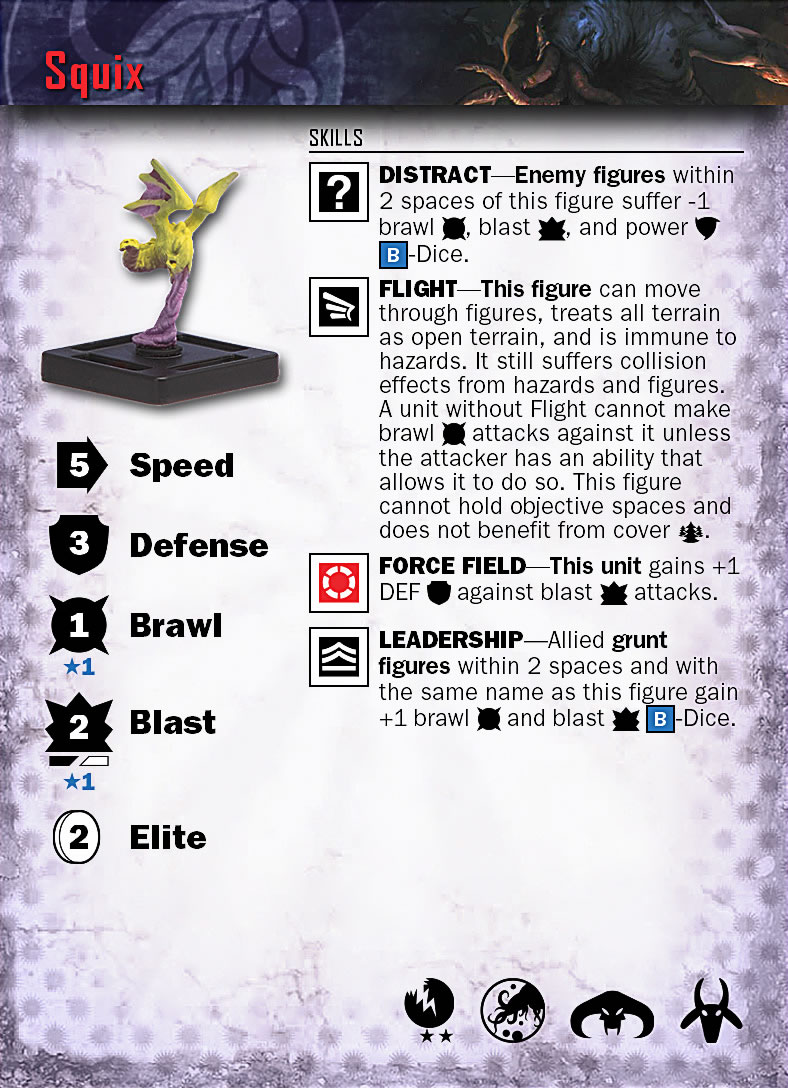 Squix
SKILLS
?
DISTRACT—Enemy figures within
2 spaces of this figure suffer -1
brawl, blast, and power
B-Dice.
FLIGHT—This figure can move
through figures, treats all terrain
as open terrain, and is immune to
hazards. It still suffers collision
effects from hazards and figures.
A unit without Flight cannot make
brawl attacks against it unless
the attacker has an ability that
allows it to do so. This figure
cannot hold objective spaces and
does not benefit from cover.
FORCE FIELD—This unit gains +1
DEF against blast attacks.
LEADERSHIP—Allied grunt
figures within 2 spaces and with
the same name as this figure gain
+1 brawl and blast B-Dice.
5 Speed
3 Defense
1 Brawl
★1
2 Blast
★1
2 Elite
★★